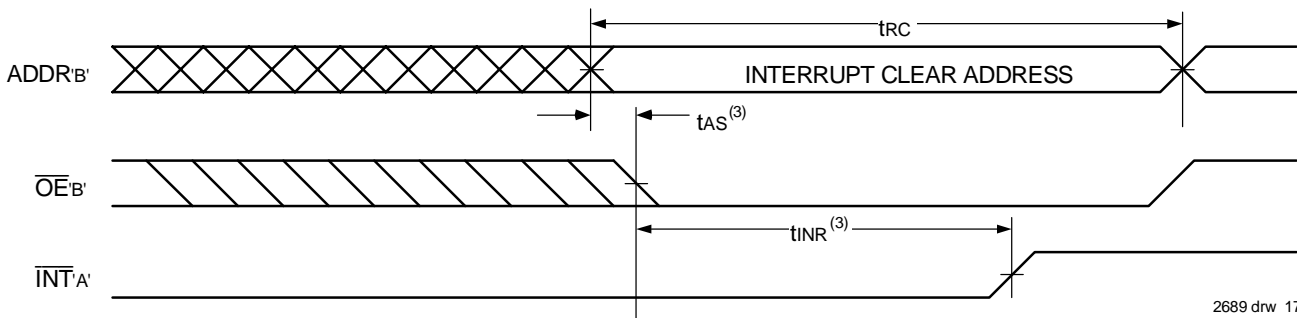 tRC
ADDR'B'
INTERRUPT CLEAR ADDRESS
tAS(3)
OE'B'
tINR(3)
INT'A'
2689 drw 17